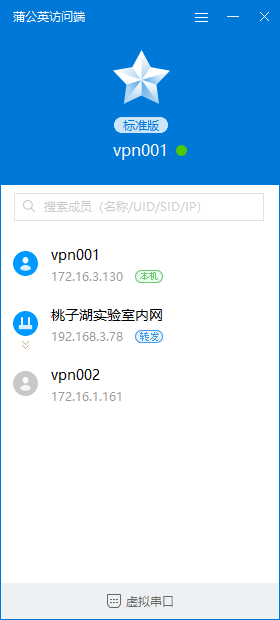 蒲公英访问端
标准版
vpn001
搜索成员（名称/UID/SID/IP）
vpn001
172.16.3.130 本机
桃子湖实验室内网
192.168.3.78 转发
vpn002
172.16.1.161
虚拟串口